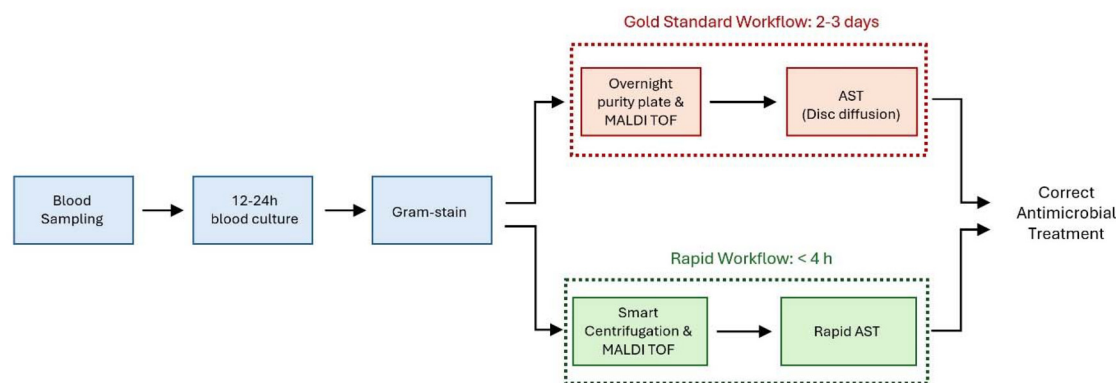 Gold Standard Workflow: 2-3 days
Overnight
purity plate &
MALDI TOF
AST
(Disc diffusion)
Blood
Sampling
12-24h
blood culture
Gram-stain
Correct
Antimicrobial
Treatment
Rapid Workflow: < 4 h
Smart
Centrifugation &
MALDI TOF
Rapid AST